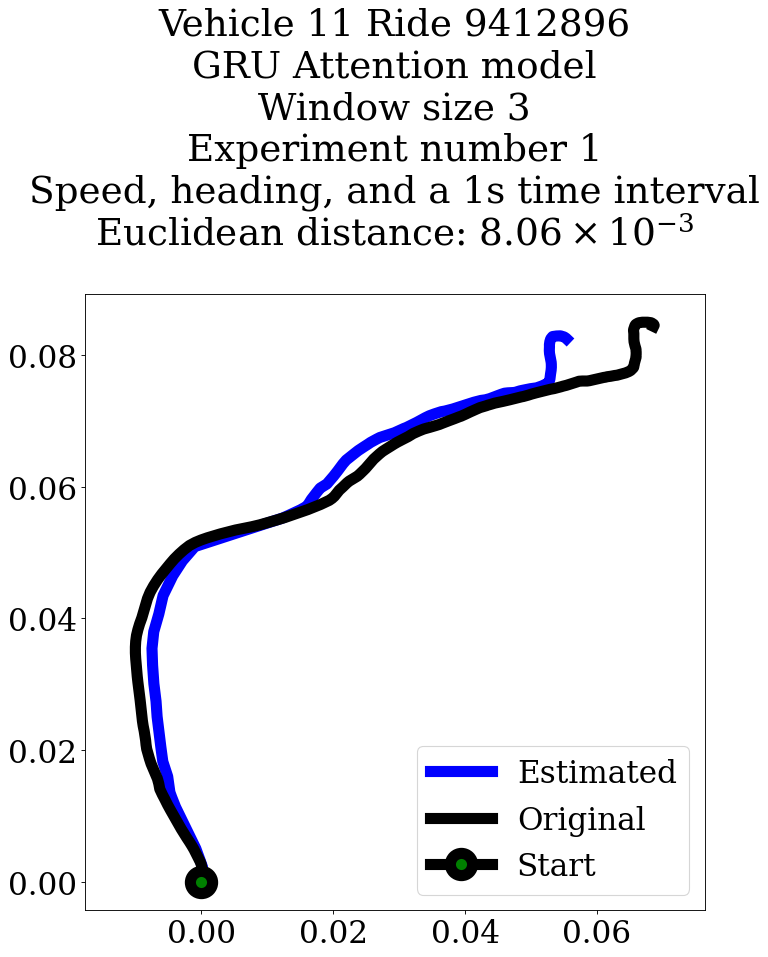 Vehicle 11 Ride 9412896
GRU Attention model
Window size 3
Experiment number 1
Speed, heading, and a 1s time interval
Euclidean distance: 8.06 × 10⁻³
0.08
0.06
0.04
0.02
0.00
Estimated
Original
Start
0.00 0.02 0.04 0.06